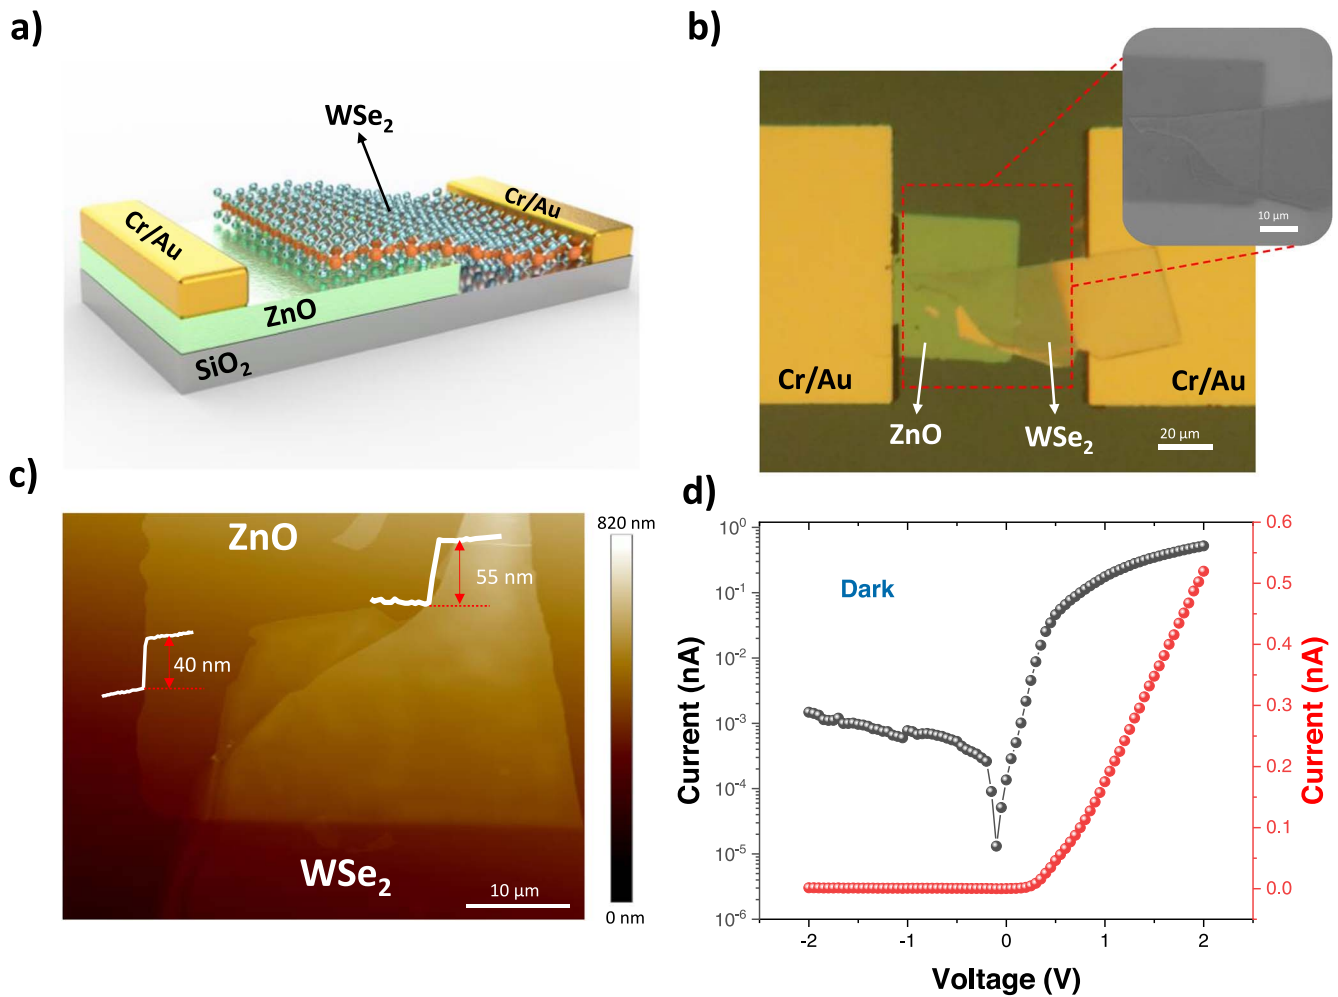 a)
WSe2
Cr/Au
Cr/Au
ZnO
SiO2
b)
10 µm
Cr/Au
Cr/Au
ZnO
WSe2
20 µm
c)
ZnO
55 nm
40 nm
WSe2
10 µm
820 nm
0 nm
d)
Dark
10^0
10^-1
10^-2
10^-3
10^-4
10^-5
10^-6
Current (nA)
0.6
0.5
0.4
0.3
0.2
0.1
0.0
Current (nA)
-2
-1
0
1
2
Voltage (V)